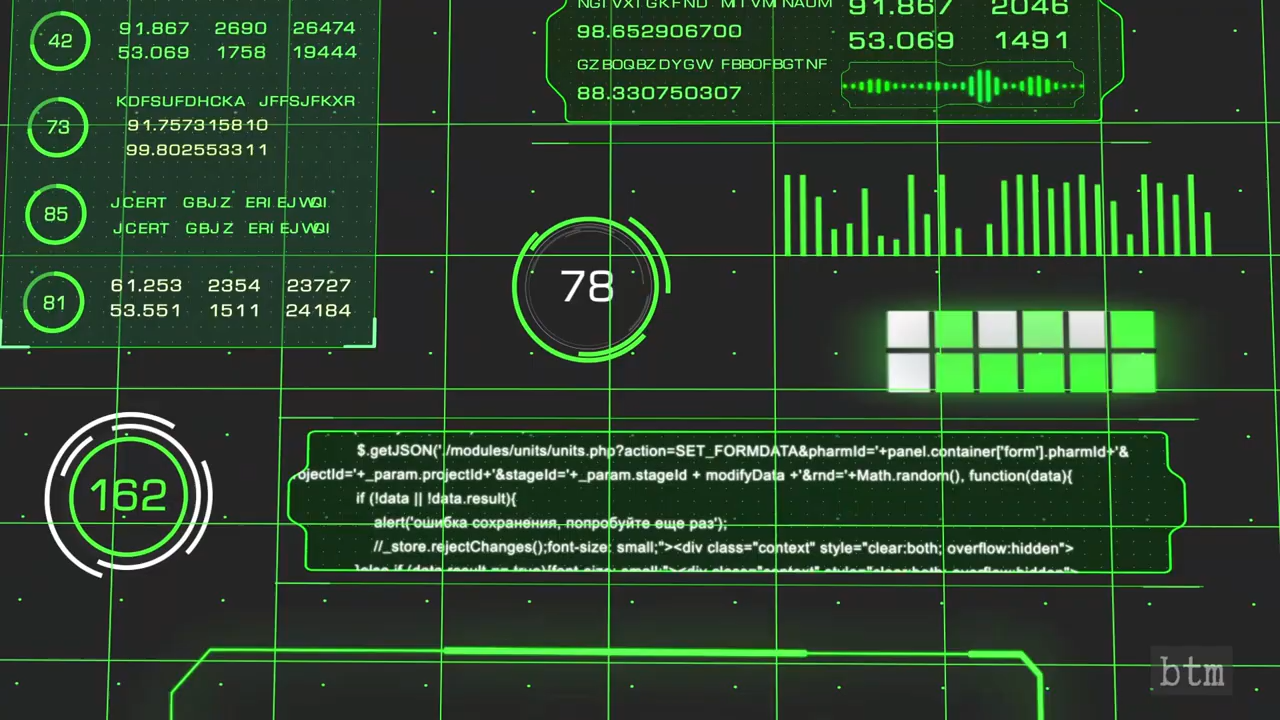 42
91.867 2690 26474
53.069 1758 19444
73
KDFSUFDHCKA JFFSJFKXR
91.757315810
99.802553311
85
JCERT GBJZ ERI
JCERT GBJZ ERI
81
61.253 2354 23727
53.551 1511 24184
98.652906700
GZBOQBZDYGW FBBOFBGTNF
88.330750307
91.867 2046
53.069 1491
78
162
$.getJSON('./modules/units/units.php?action=SET_FORMDATA&pharmId='+panel.container['form'].pharmId+'&
ojectId='+_param.projectId+'&stageId='+_param.stageId + modifyData +'&rnd='+Math.random(), function(data){
if (!data || !data.result){
alert('ошибка сохранения, попробуйте еще раз');
//_store.rejectChanges();font-size: small;"><div class="context" style="clear:both; overflow:hidden">
btm